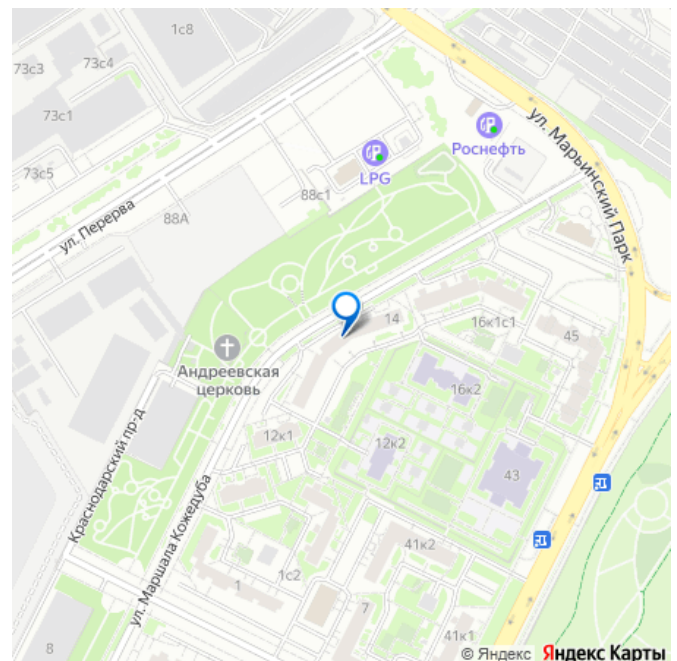 1с8
73с3
73с4
73с1
73с5
ул. Марьинский Парк
Роснефть
LPG
88с1
88А
ул. Перерва
14
16к1с1
45
Андреевская
церковь
16к2
12к1
12к2
43
Краснодарский пр-д
ул. Маршала Кожедуба
41к2
1с2
1
7
41к1
8
© Яндекс Яндекс Карты